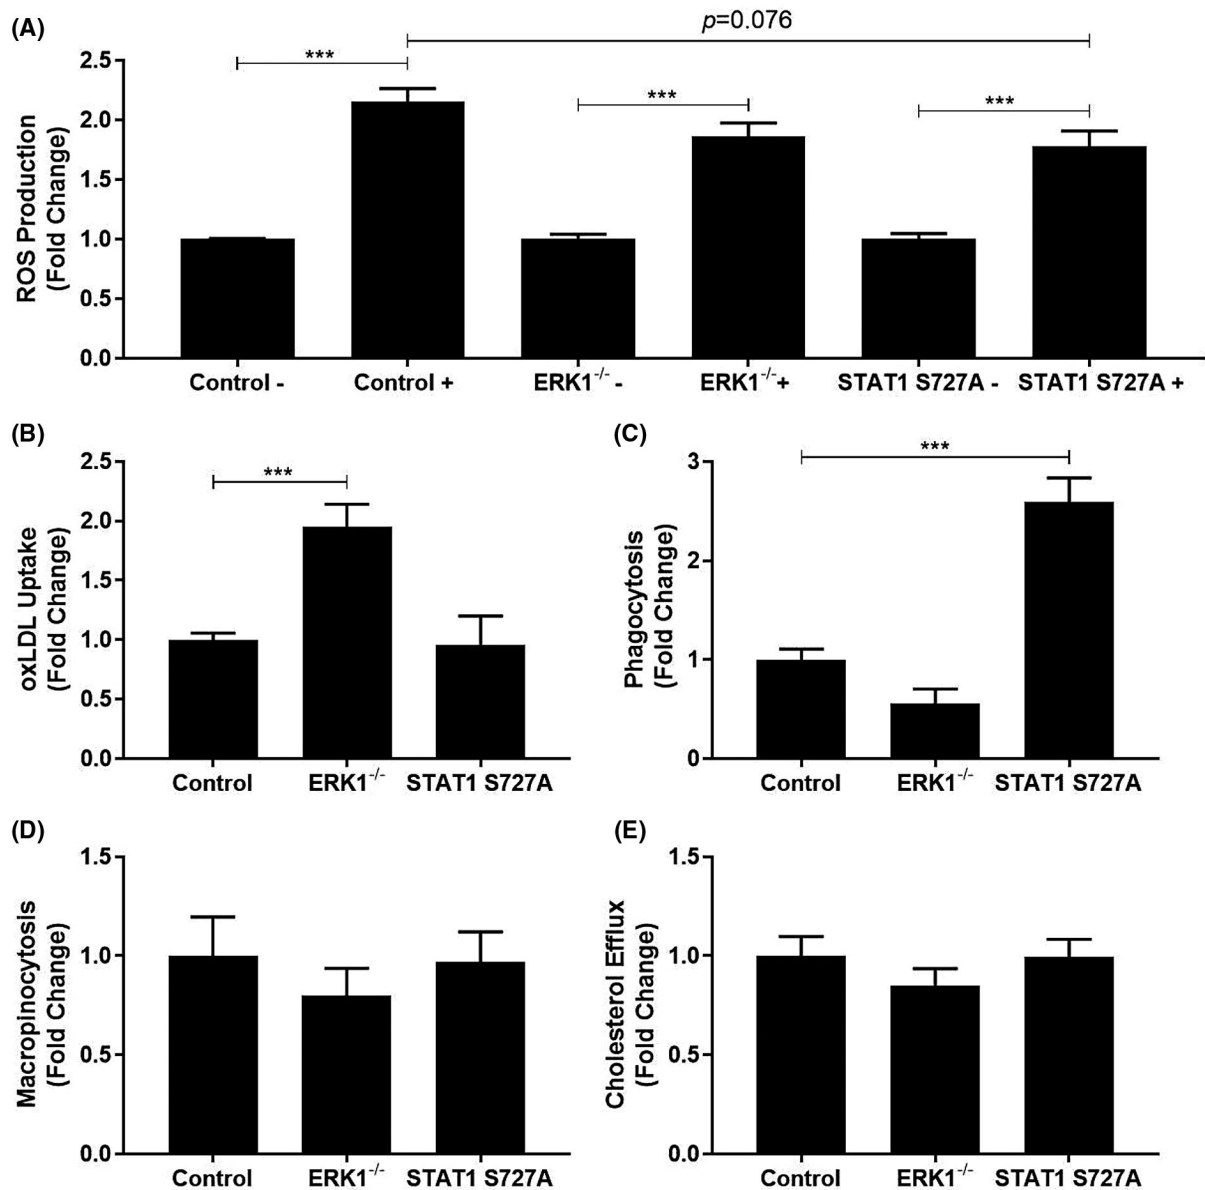 (A)
p=0.076
***
***
***
ROS Production
(Fold Change)
2.5
2.0
1.5
1.0
0.5
0.0
Control -
Control +
ERK1-/- -
ERK1-/-+
STAT1 S727A -
STAT1 S727A +
(B)
***
oxLDL Uptake
(Fold Change)
2.5
2.0
1.5
1.0
0.5
0.0
Control
ERK1-/-
STAT1 S727A
(C)
***
Phagocytosis
(Fold Change)
3
2
1
0
Control
ERK1-/-
STAT1 S727A
(D)
Macropinocytosis
(Fold Change)
1.5
1.0
0.5
0.0
Control
ERK1-/-
STAT1 S727A
(E)
Cholesterol Efflux
(Fold Change)
1.5
1.0
0.5
0.0
Control
ERK1-/-
STAT1 S727A